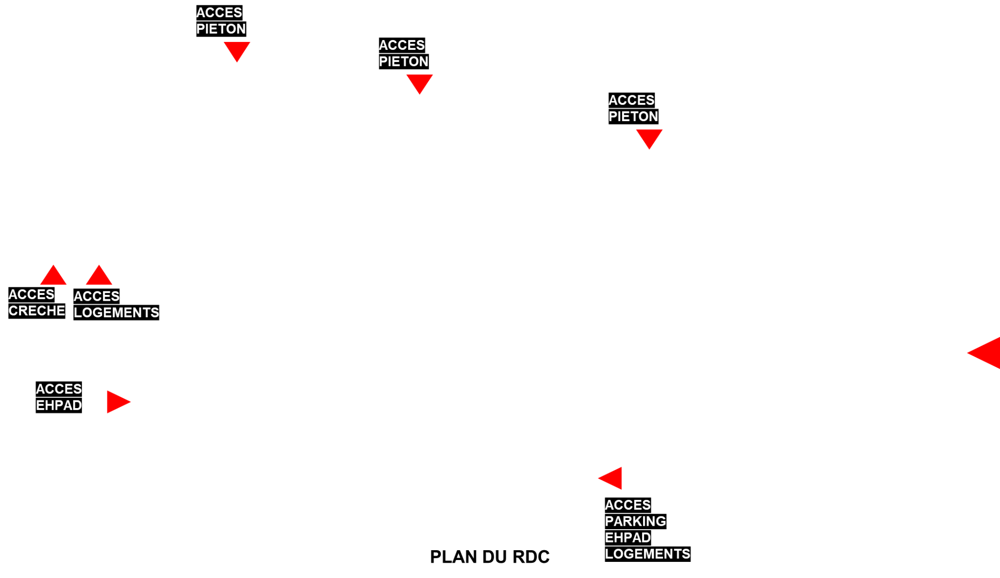 ACCES
PIETON
ACCES
PIETON
ACCES
PIETON
ACCES
CRECHE
ACCES
LOGEMENTS
ACCES
EHPAD
ACCES
PARKING
EHPAD
LOGEMENTS
PLAN DU RDC